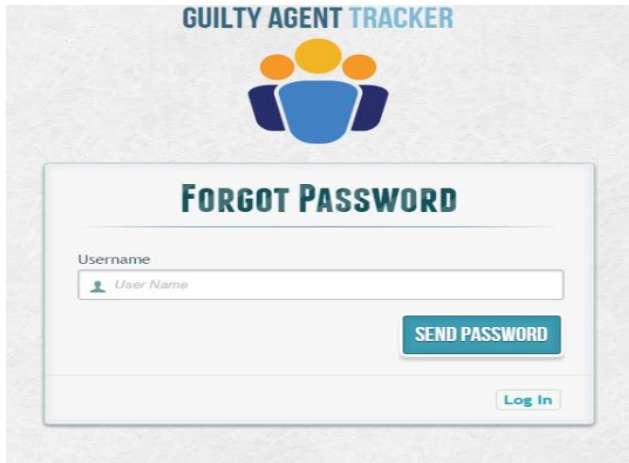 GUILTY AGENT TRACKER
FORGOT PASSWORD
Username
User Name
SEND PASSWORD
Log In